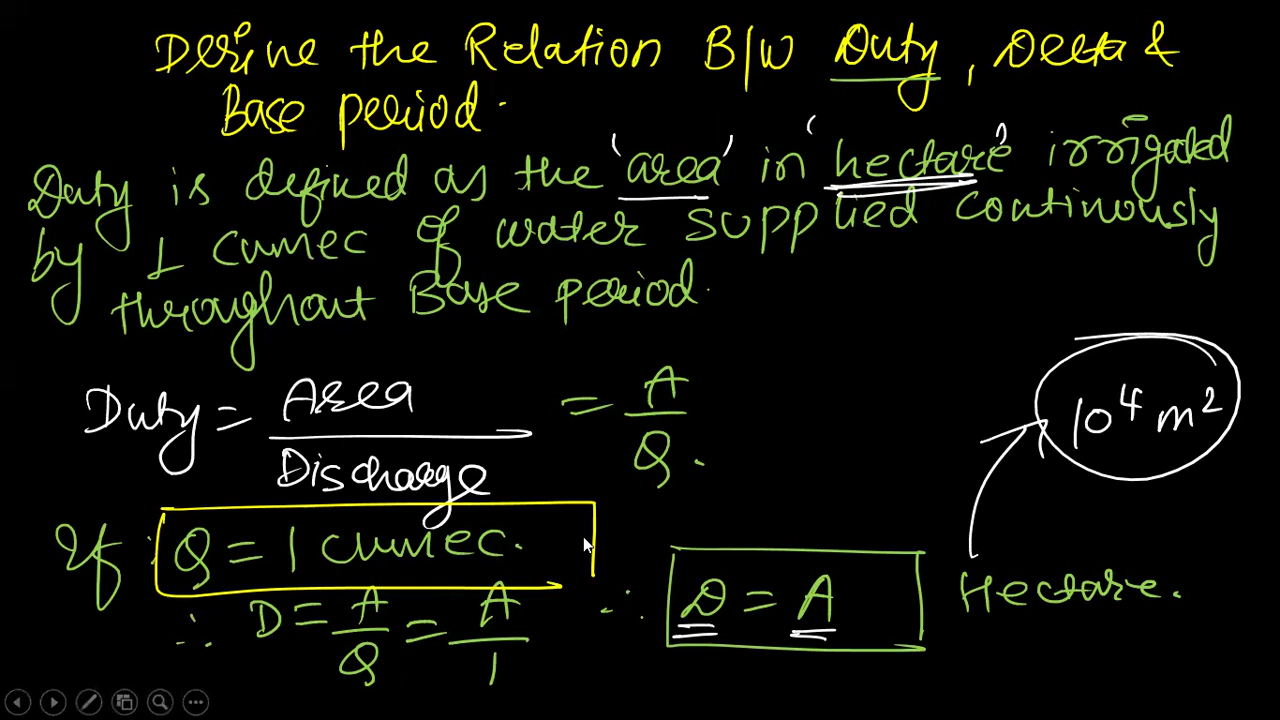 Define the Relation B/W Duty, Delta &
Base period.
Duty is defined as the 'area' in 'hectare' irrigated
by 1 cumec of water supplied continously
throughout Base period.
Duty = Area / Discharge = A / Q.
10⁴ m²
If Q = 1 cumec.
∴ D = A / Q = A / 1
∴ D = A
Hectare.